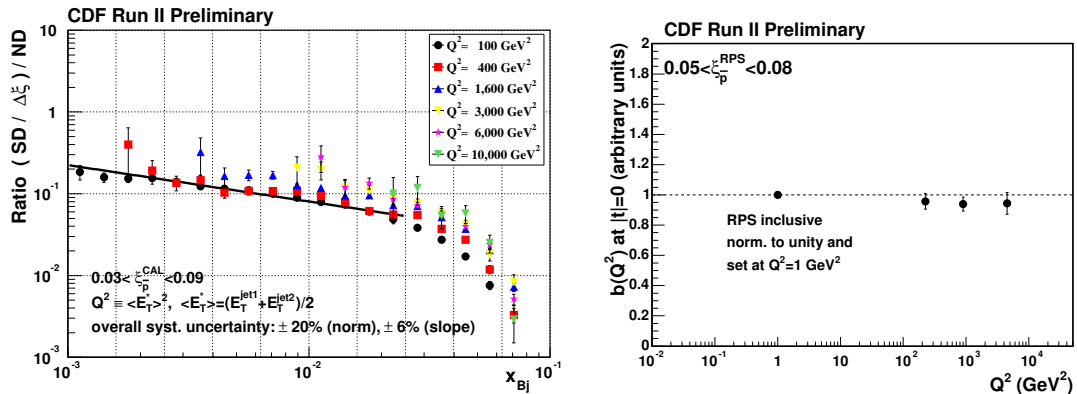 CDF Run II Preliminary
Ratio (SD / Δξ) / ND
10
1
10⁻¹
10⁻²
10⁻³
Q²≈ 100 GeV²
Q²≈ 400 GeV²
Q²≈ 1,600 GeV²
Q²≈ 3,000 GeV²
Q²≈ 6,000 GeV²
Q²≈ 10,000 GeV²
0.03< ξ_p̄^CAL <0.09
Q² ≡ <E_T^*>², <E_T^*>=(E_T^jet1+E_T^jet2)/2
overall syst. uncertainty: ± 20% (norm), ± 6% (slope)
10⁻³ 10⁻² 10⁻¹
x_Bj
CDF Run II Preliminary
b(Q²) at |t|=0 (arbitrary units)
2
1.8
1.6
1.4
1.2
1
0.8
0.6
0.4
0.2
0
0.05<ξ_p̄^RPS<0.08
RPS inclusive
norm. to unity and
set at Q²=1 GeV²
10⁻² 10⁻¹ 1 10 10² 10³ 10⁴
Q² (GeV²)